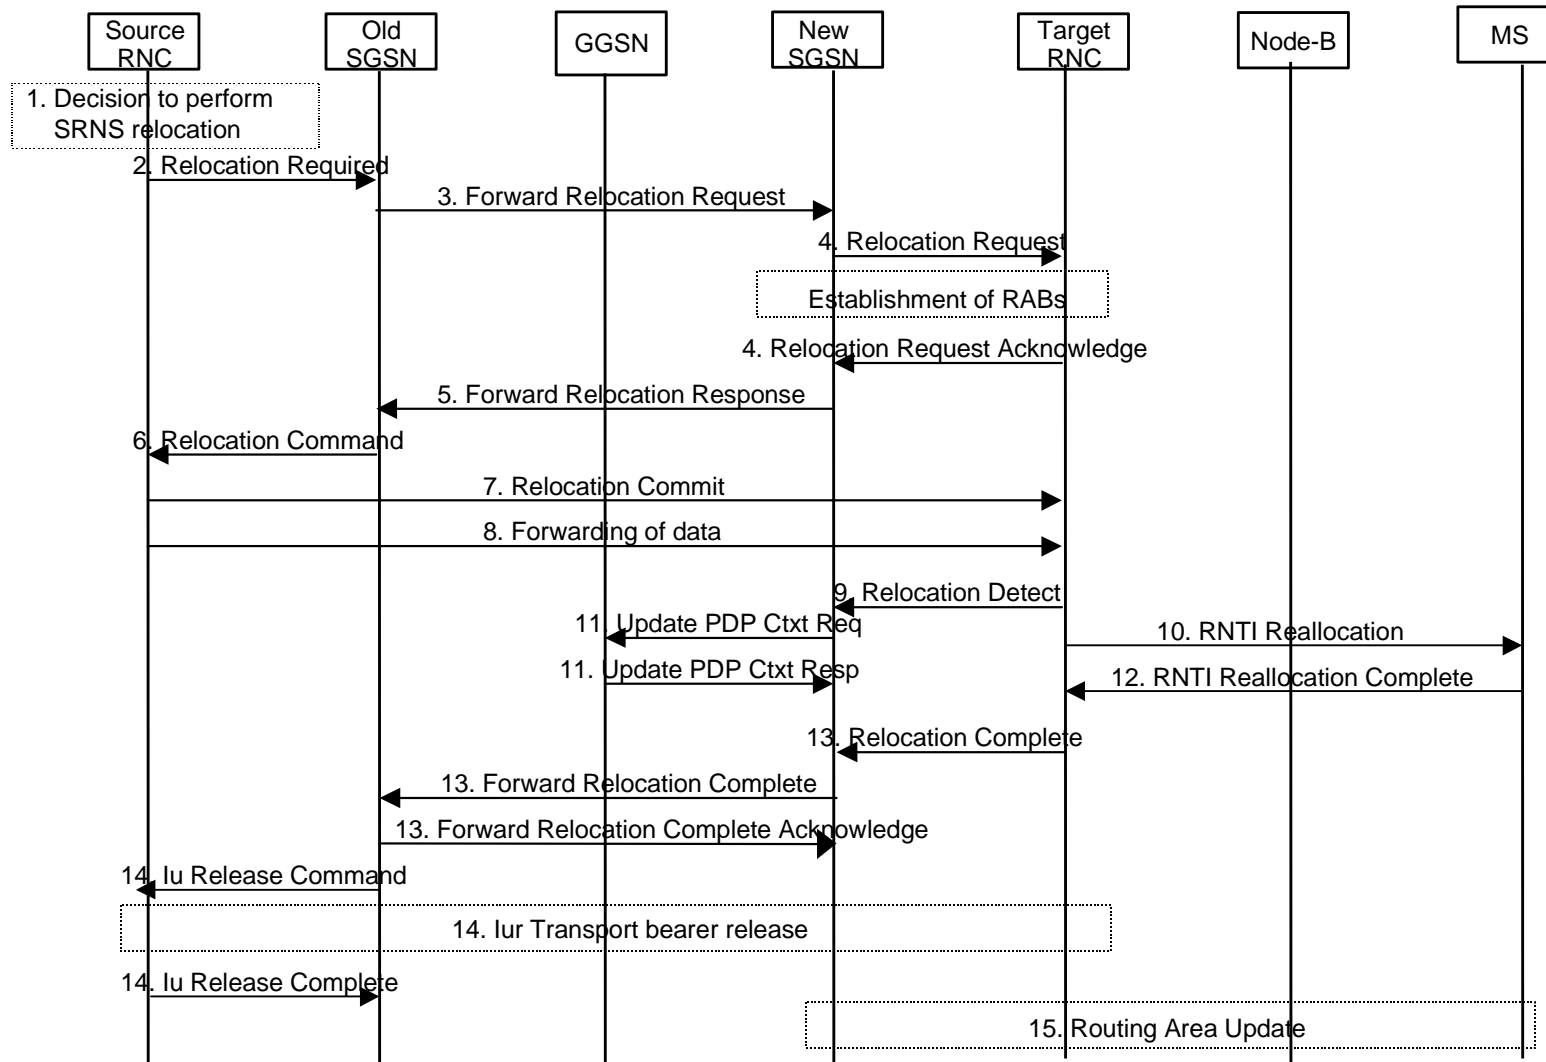 Source
RNC
Old
SGSN
GGSN
New
SGSN
Target
RNC
Node-B
MS
1. Decision to perform
SRNS relocation
2. Relocation Required
3. Forward Relocation Request
4. Relocation Request
Establishment of RABs
4. Relocation Request Acknowledge
5. Forward Relocation Response
6. Relocation Command
7. Relocation Commit
8. Forwarding of data
9. Relocation Detect
11. Update PDP Ctxt Req
10. RNTI Reallocation
11. Update PDP Ctxt Resp
12. RNTI Reallocation Complete
13. Relocation Complete
13. Forward Relocation Complete
13. Forward Relocation Complete Acknowledge
14. Iu Release Command
14. Iur Transport bearer release
14. Iu Release Complete
15. Routing Area Update